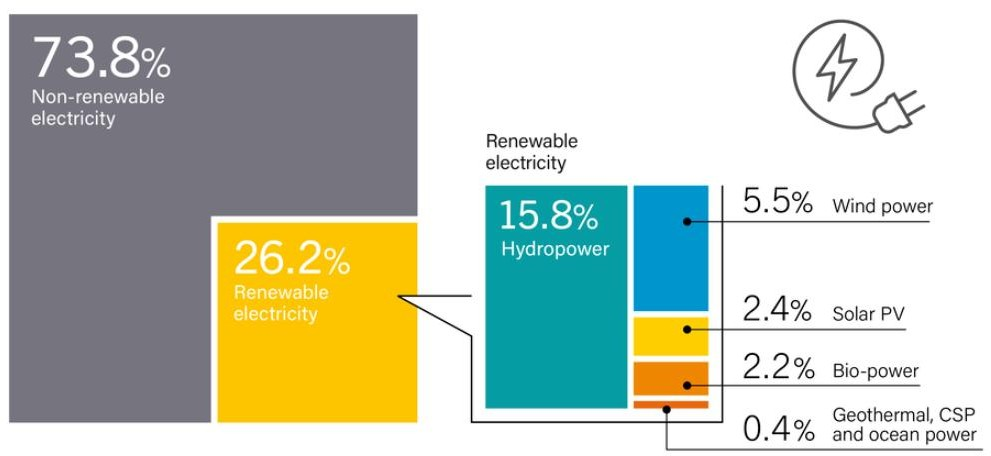 73.8%
Non-renewable
electricity
26.2%
Renewable
electricity
Renewable
electricity
15.8%
Hydropower
5.5% Wind power
2.4% Solar PV
2.2% Bio-power
0.4% Geothermal, CSP
and ocean power